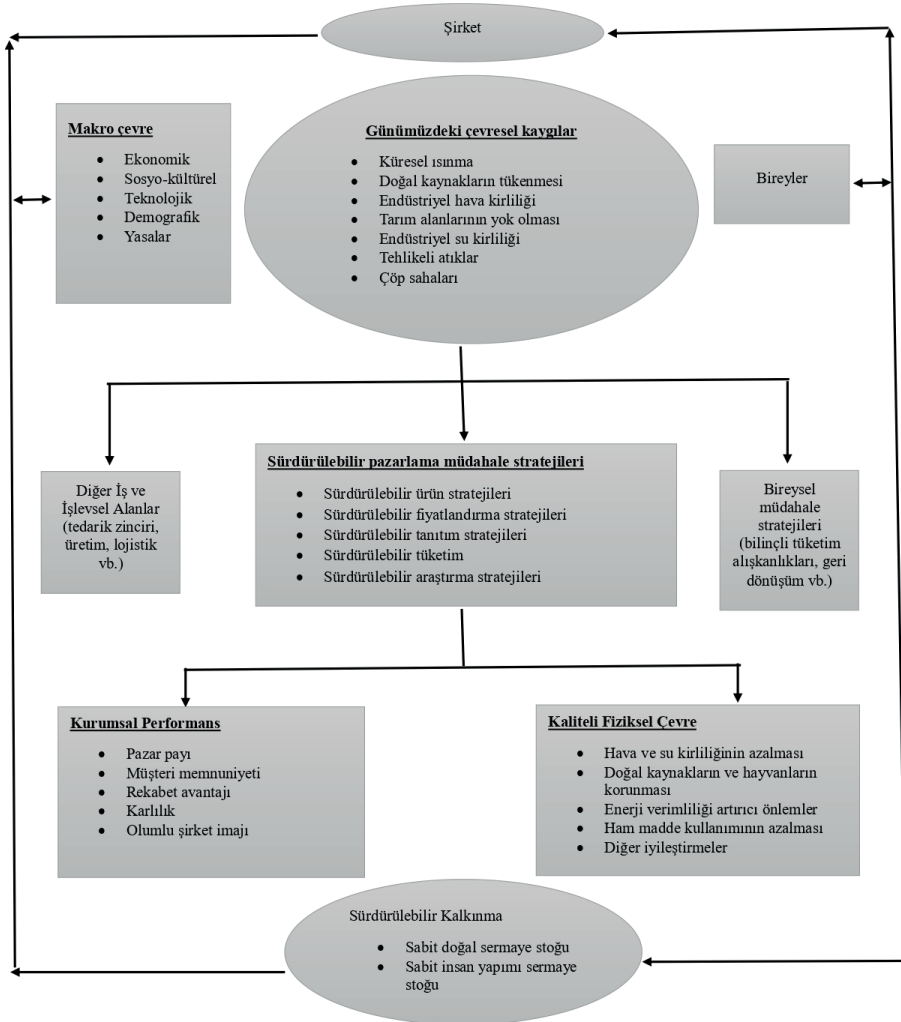 Şirket
Makro çevre
• Ekonomik
• Sosyo-kültürel
• Teknolojik
• Demografik
• Yasalar
Günümüzdeki çevresel kaygılar
• Küresel ısınma
• Doğal kaynakların tükenmesi
• Endüstriyel hava kirliliği
• Tarım alanlarının yok olması
• Endüstriyel su kirliliği
• Tehlikeli atıklar
• Çöp sahaları
Bireyler
Diğer İş ve
İşlevsel Alanlar
(tedarik zinciri,
üretim, lojistik
vb.)
Sürdürülebilir pazarlama müdahale stratejileri
• Sürdürülebilir ürün stratejileri
• Sürdürülebilir fiyatlandırma stratejileri
• Sürdürülebilir tanıtım stratejileri
• Sürdürülebilir tüketim
• Sürdürülebilir araştırma stratejileri
Bireysel
müdahale
stratejileri
(bilinçli tüketim
alışkanlıkları, geri
dönüşüm vb.)
Kurumsal Performans
• Pazar payı
• Müşteri memnuniyeti
• Rekabet avantajı
• Karlılık
• Olumlu şirket imajı
Kaliteli Fiziksel Çevre
• Hava ve su kirliliğinin azalması
• Doğal kaynakların ve hayvanların
korunması
• Enerji verimliliği artırıcı önlemler
• Ham madde kullanımının azalması
• Diğer iyileştirmeler
Sürdürülebilir Kalkınma
• Sabit doğal sermaye stoğu
• Sabit insan yapımı sermaye
stoğu